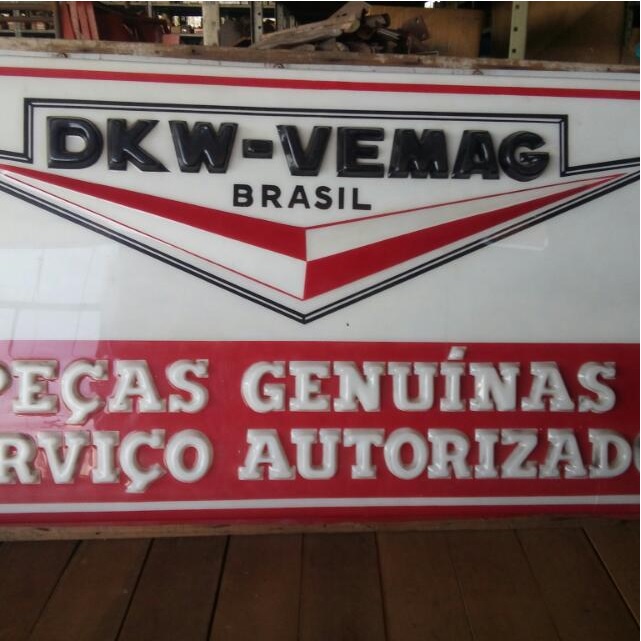 DKW-VEMAG
BRASIL
PEÇAS GENUÍNAS
RVIÇO AUTORIZADO